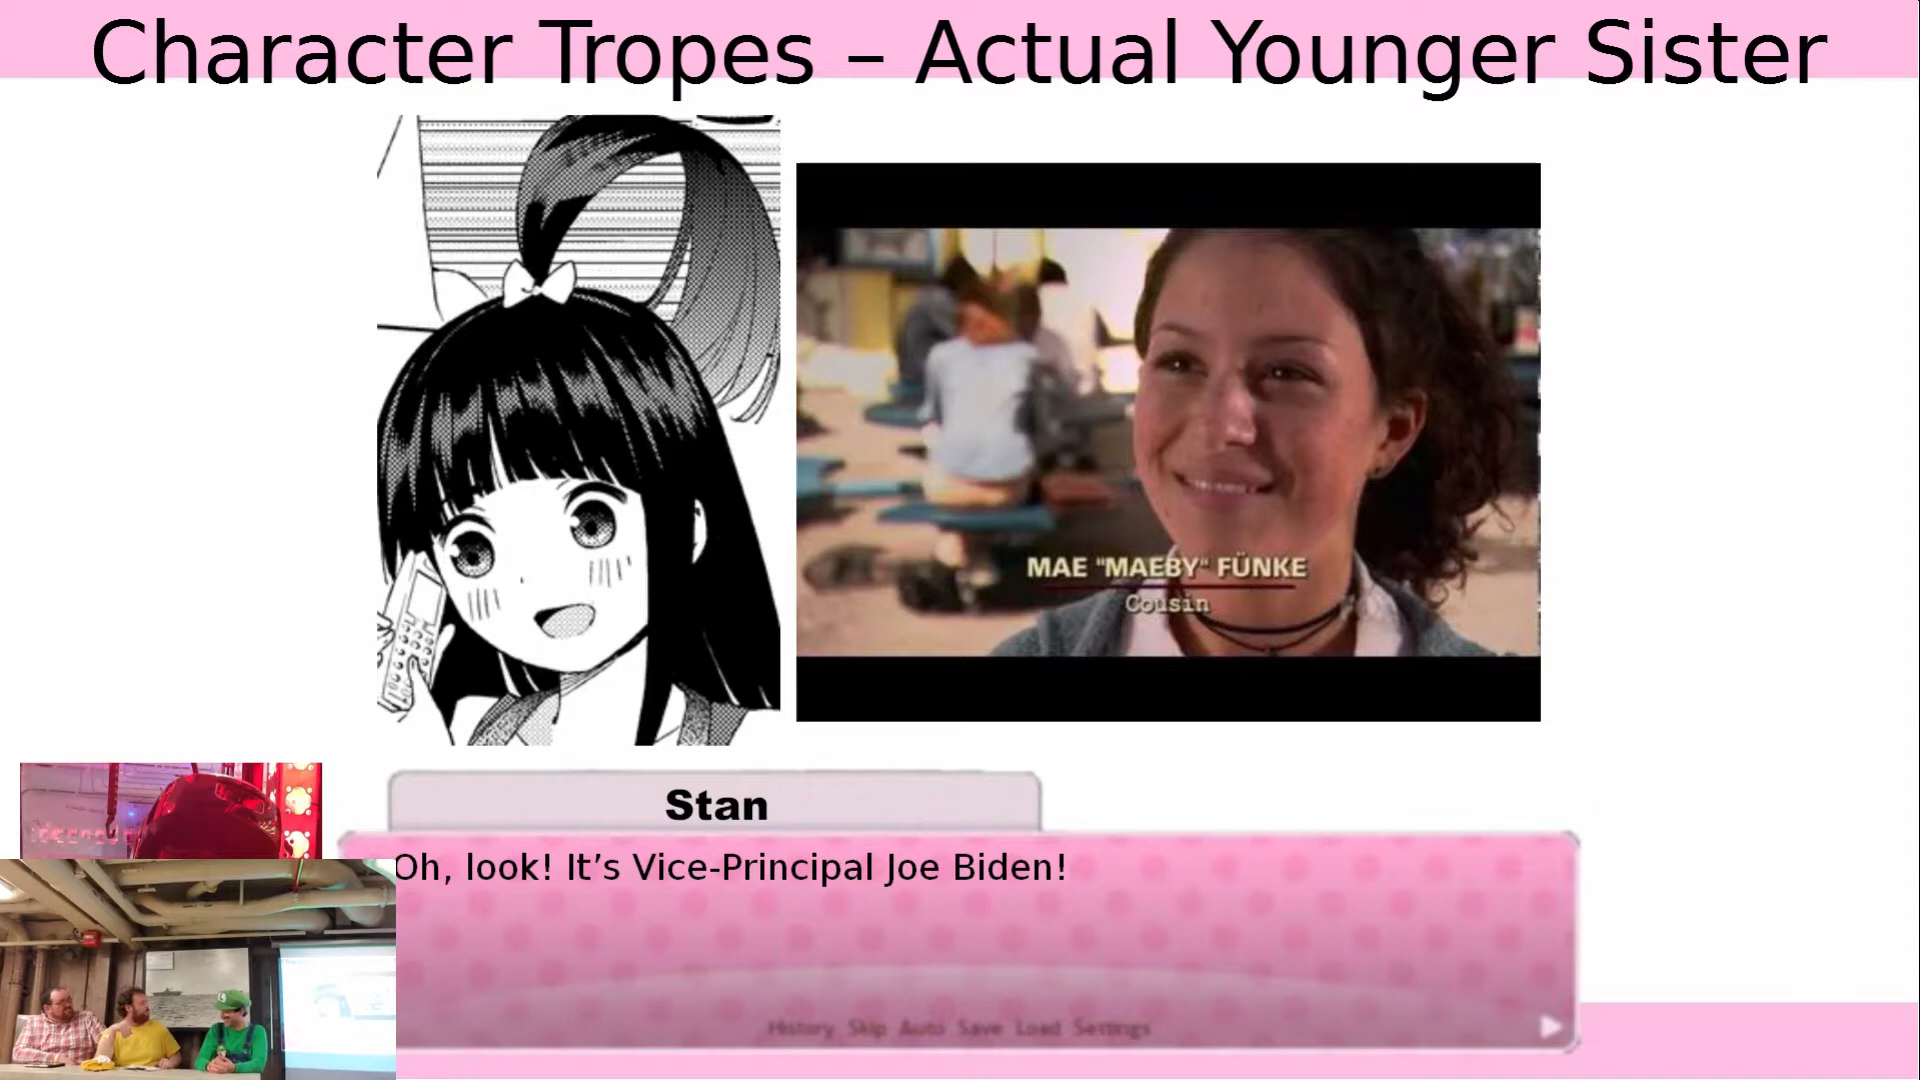 Character Tropes – Actual Younger Sister
MAE "MAEBY" FÜNKE
Cousin
Stan
Oh, look! It’s Vice-Principal Joe Biden!
History Skip Auto Save Load Settings